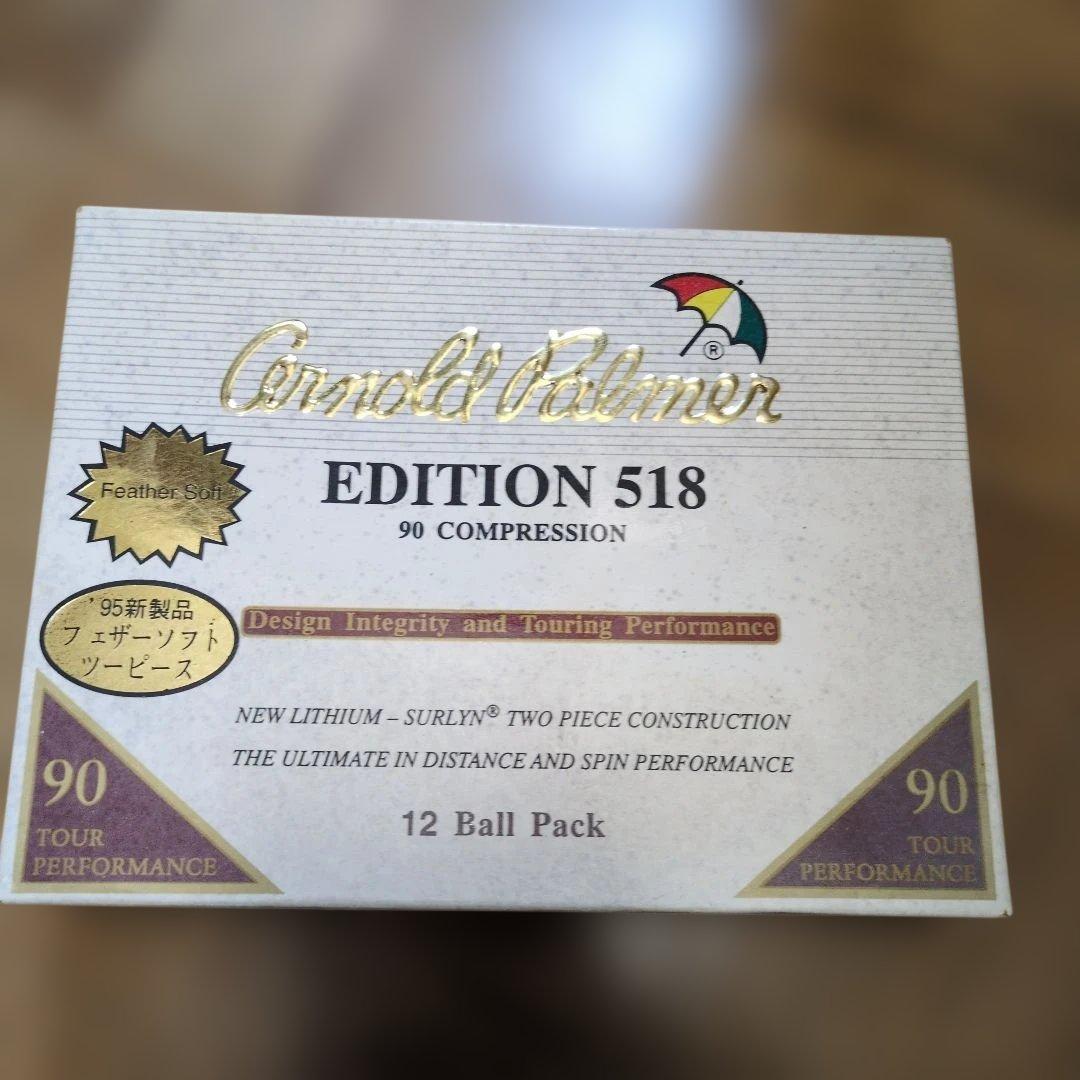 Arnold Palmer
®
EDITION 518
90 COMPRESSION
Feather Soft
'95新製品
フェザーソフト
ツーピース
Design Integrity and Touring Performance
NEW LITHIUM – SURLYN® TWO PIECE CONSTRUCTION
THE ULTIMATE IN DISTANCE AND SPIN PERFORMANCE
12 Ball Pack
90
TOUR
PERFORMANCE
90
TOUR
PERFORMANCE